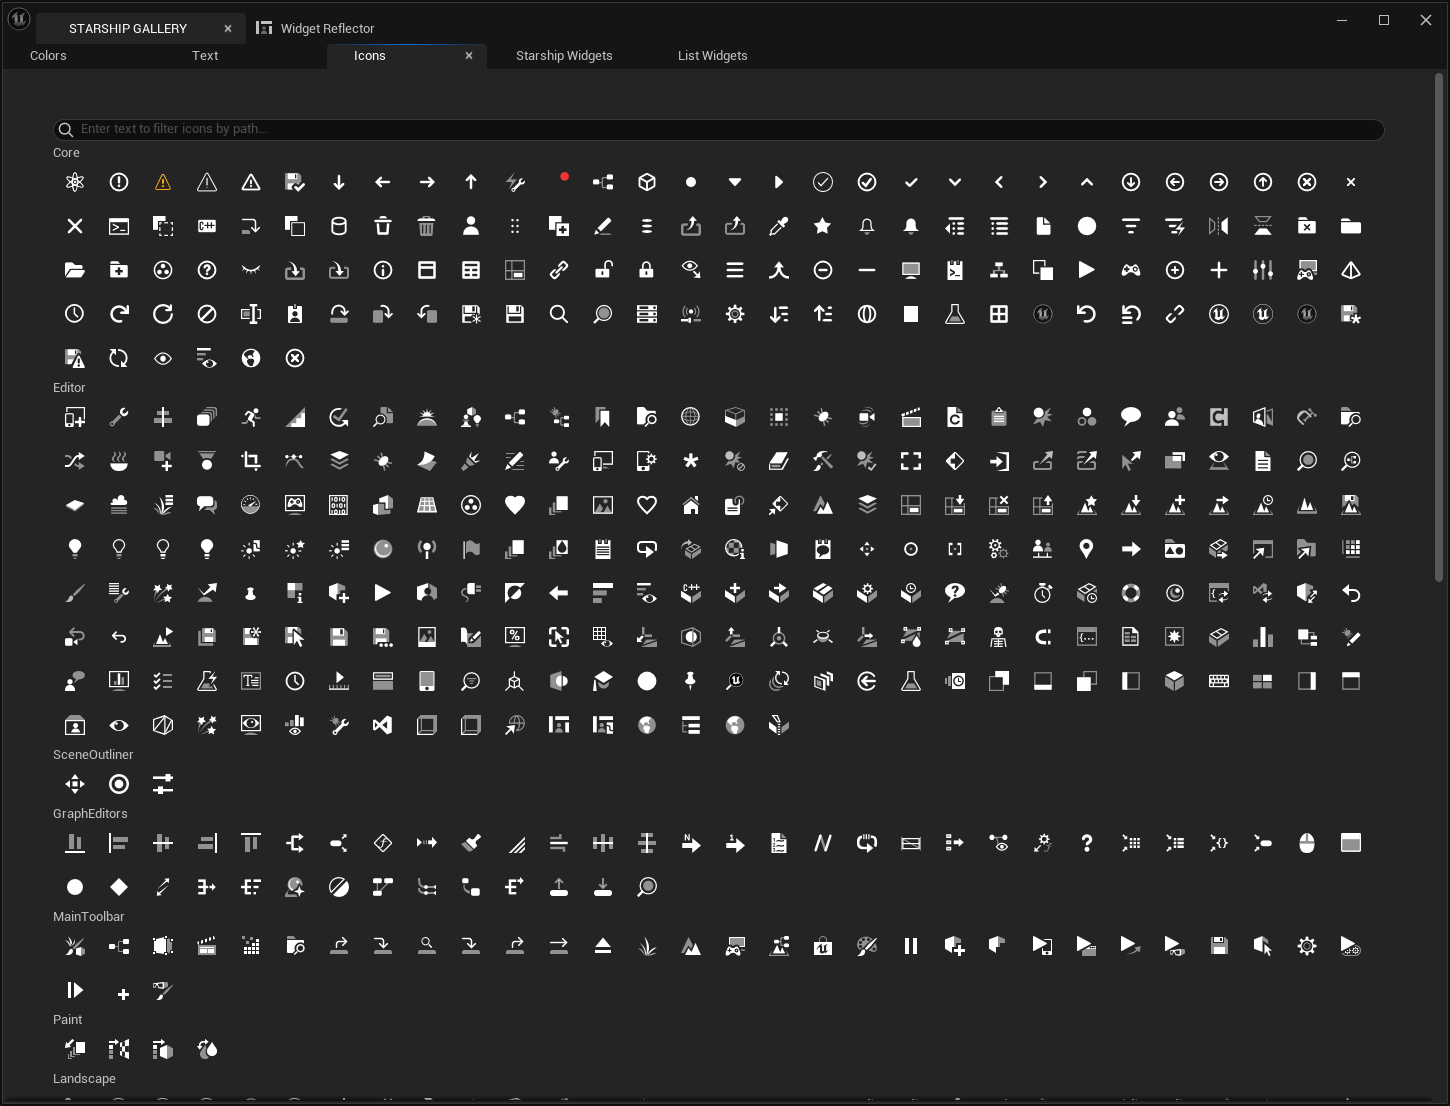 STARSHIP GALLERY
Widget Reflector
Colors
Text
Icons
Starship Widgets
List Widgets
Enter text to filter icons by path...
Core
Editor
SceneOutliner
GraphEditors
MainToolbar
Paint
Landscape